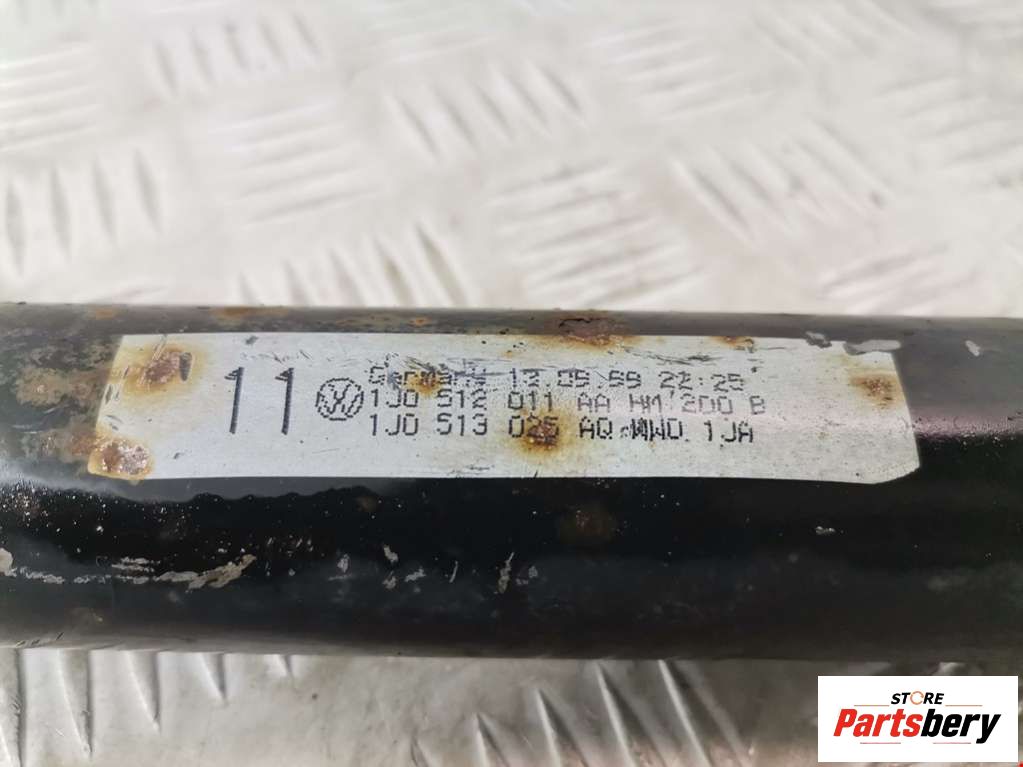 11
Germany 13.05.99 22:25
1J0 512 011 AA HM 200 B
1J0 513 025 AQ WWD 1JA
STORE
Partsbery